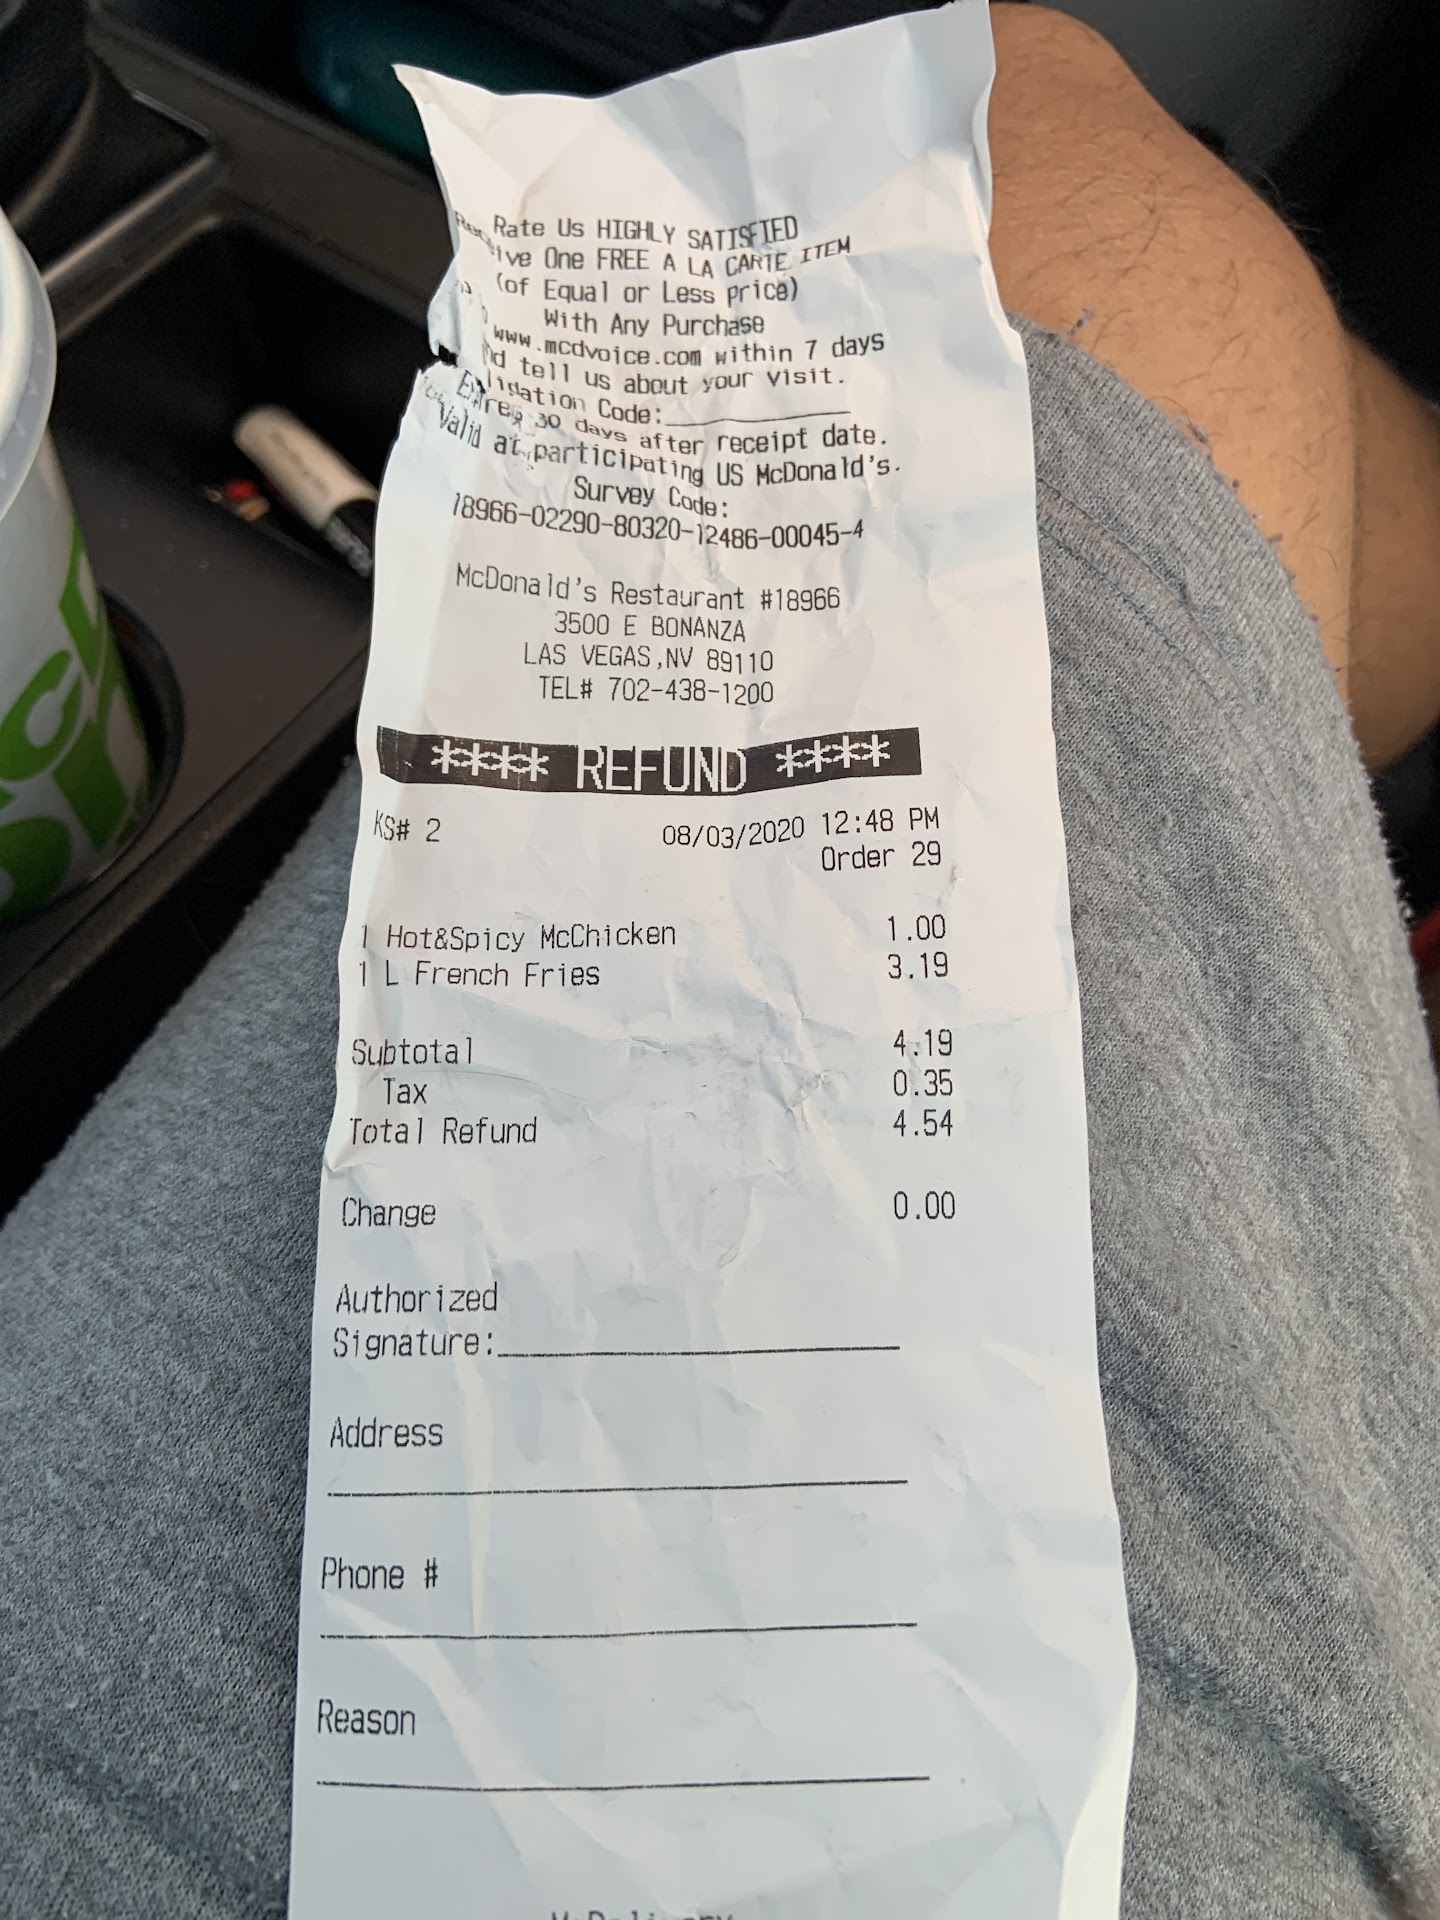 Rate Us HIGHLY SATISFIED
Receive One FREE A LA CARTE ITEM
(of Equal or Less price)
With Any Purchase
www.mcdvoice.com within 7 days
nd tell us about your visit.
lidation Code:
Expires 30 days after receipt date.
Valid at participating US McDonald's.
Survey Code:
18966-02290-80320-12486-00045-4
McDonald's Restaurant #18966
3500 E BONANZA
LAS VEGAS,NV 89110
TEL# 702-438-1200
**** REFUND ****
KS# 2 08/03/2020 12:48 PM
Order 29
1 Hot&Spicy McChicken 1.00
1 L French Fries 3.19
Subtotal 4.19
Tax 0.35
Total Refund 4.54
Change 0.00
Authorized
Signature:
Address
Phone #
Reason